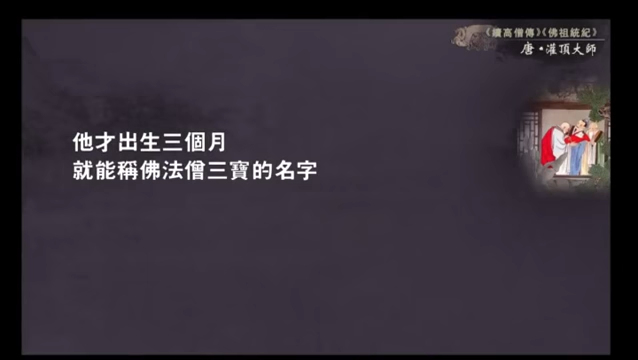 《續高僧傳》《佛祖統紀》
唐•灌頂大師
他才出生三個月
就能稱佛法僧三寶的名字